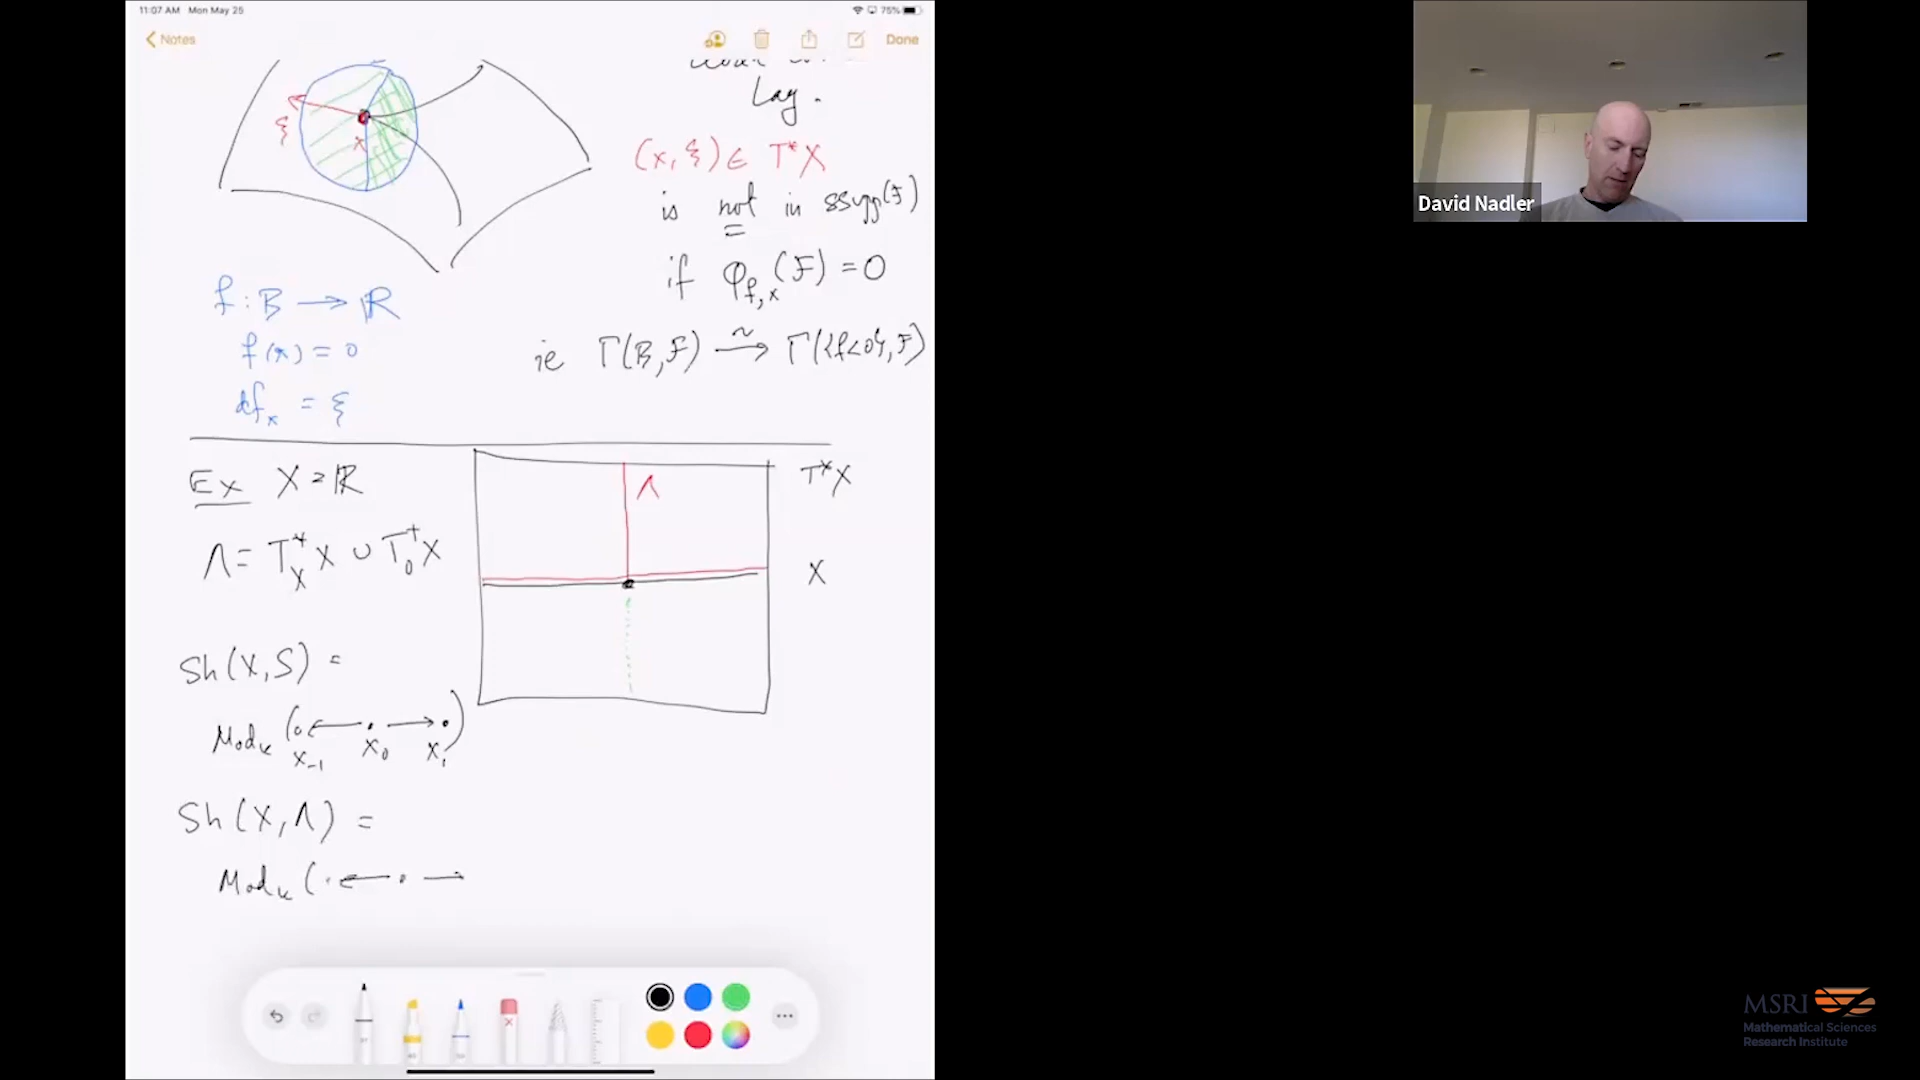 11:07 AM Mon May 25
75%
Notes
Done
Lag.
ξ
x
(x, ξ) ∈ T*X
is not in ssupp(F)
if φ_{f,x}(F) = 0
f : B → ℝ
f(x) = 0
df_x = ξ
ie Γ(B, F) ~→ Γ({f<0}, F)
Ex X = ℝ
Λ
T*X
Λ = T*_X X ∪ T^+_0 X
X
Sh(X, S) =
Mod_k (• ← • → •)
x_{-1} x_0 x_1
Sh(X, Λ) =
Mod_k (• ← • →
David Nadler
MSRI
Mathematical Sciences
Research Institute